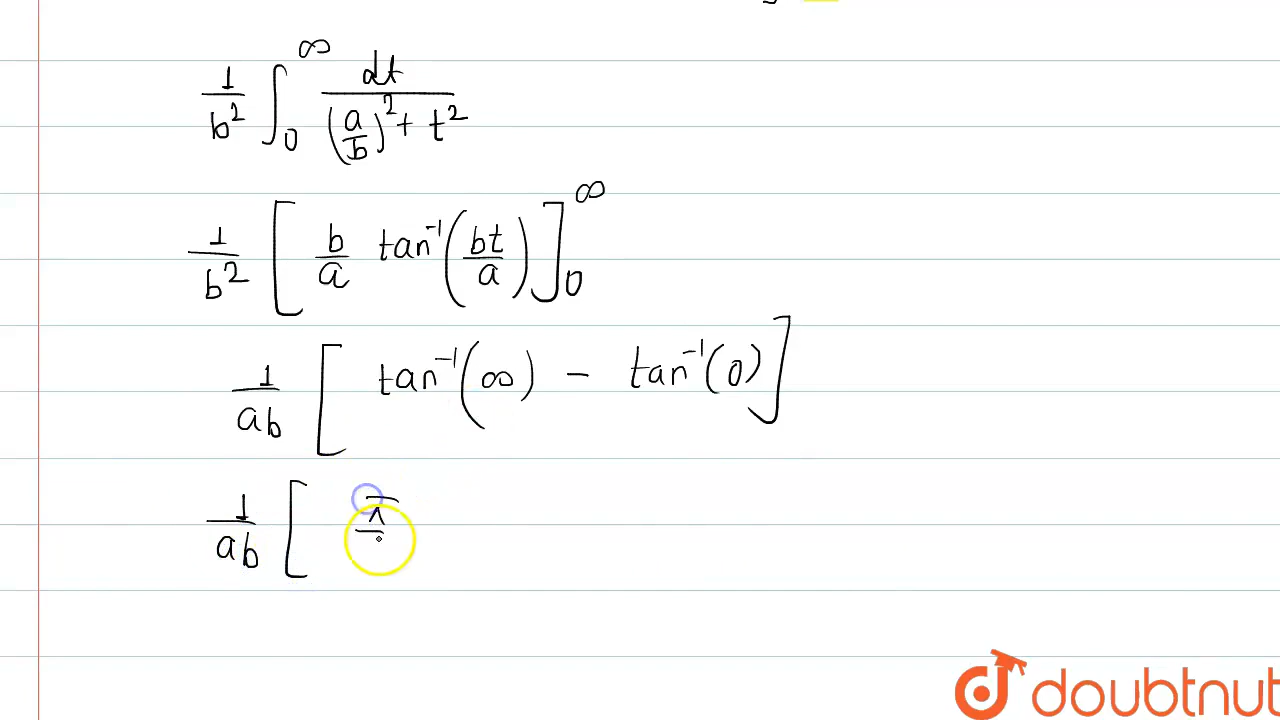 1/b² ∫₀^∞ dt/((a/b)² + t²)
1/b² [ b/a tan⁻¹(bt/a) ]₀^∞
1/ab [ tan⁻¹(∞) − tan⁻¹(0) ]
1/ab [ π/
doubtnut